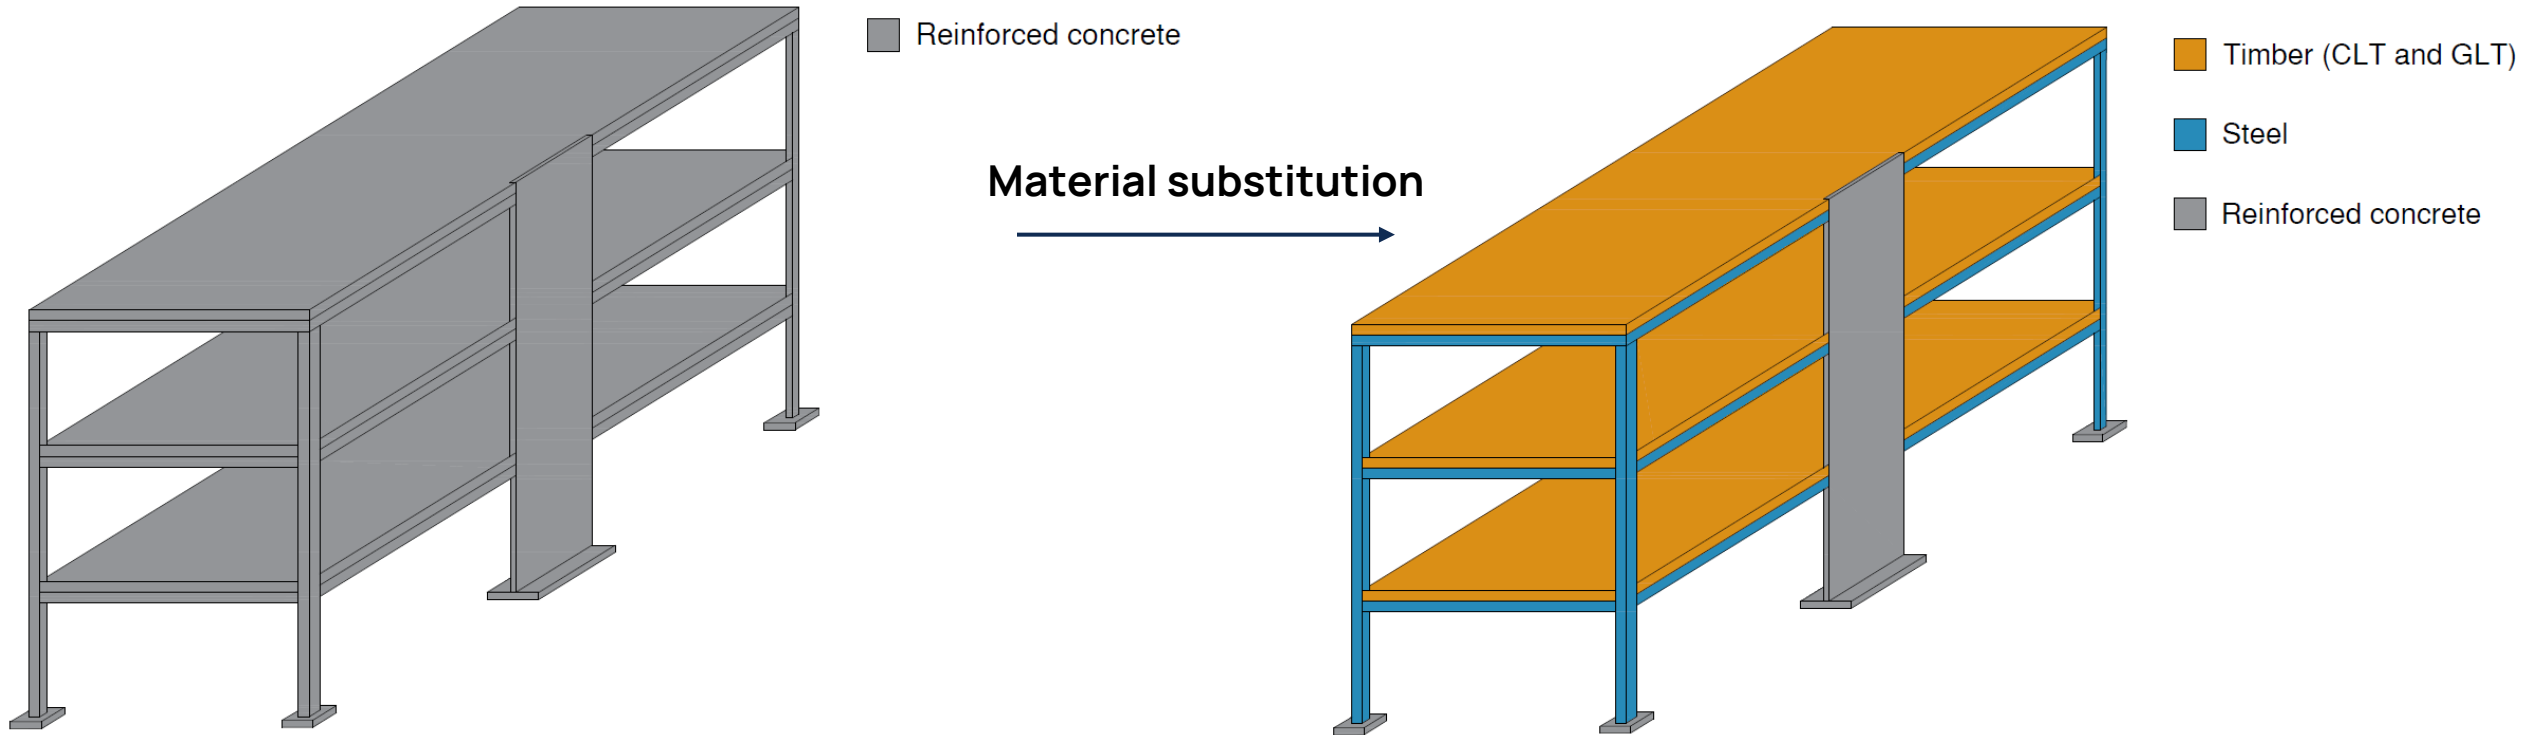 Reinforced concrete
Material substitution
Timber (CLT and GLT)
Steel
Reinforced concrete